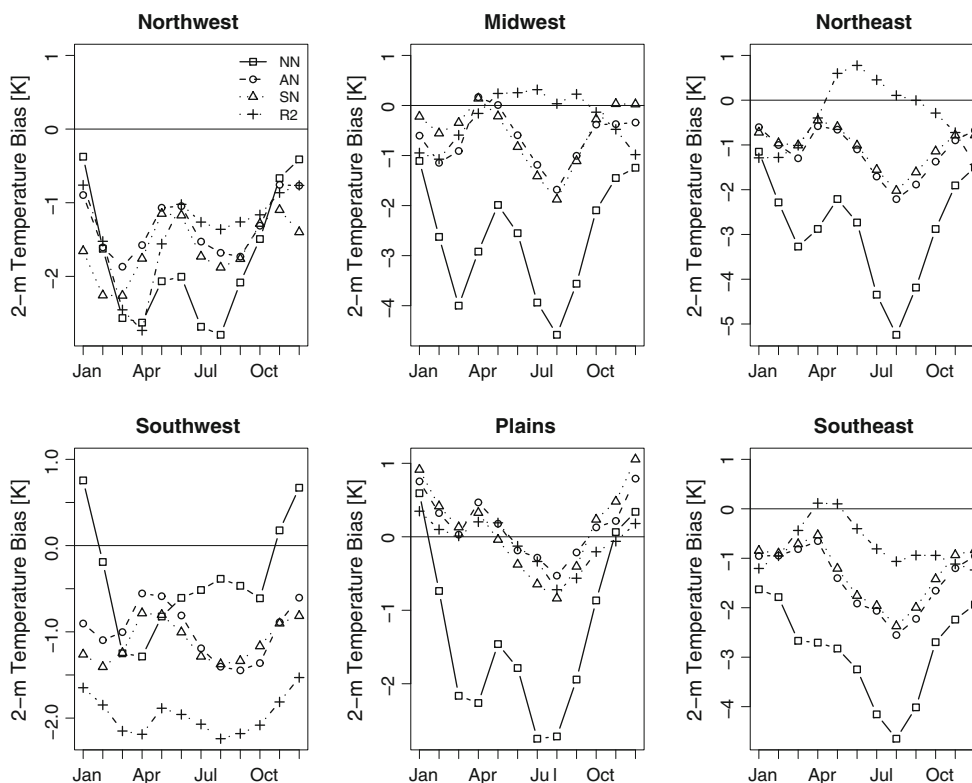 Northwest
2−m Temperature Bias [K]
1
0
−1
−2
NN
AN
SN
R2
Jan Apr Jul Oct
Midwest
2−m Temperature Bias [K]
1
0
−1
−2
−3
−4
Jan Apr Jul Oct
Northeast
2−m Temperature Bias [K]
1
0
−1
−2
−3
−4
−5
Jan Apr Jul Oct
Southwest
2−m Temperature Bias [K]
1.0
0.0
−1.0
−2.0
Jan Apr Jul Oct
Plains
2−m Temperature Bias [K]
1
0
−1
−2
Jan Apr Ju l Oct
Southeast
2−m Temperature Bias [K]
1
0
−1
−2
−3
−4
Jan Apr Jul Oct